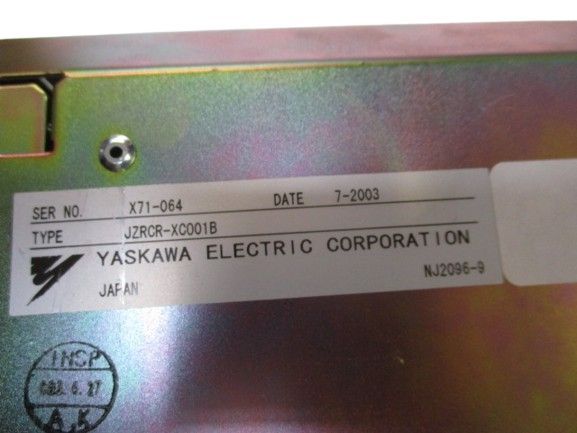 SER NO. X71-064 DATE 7-2003
TYPE JZRCR-XC001B
YASKAWA ELECTRIC CORPORATION
JAPAN NJ2096-9
INSP
A.K